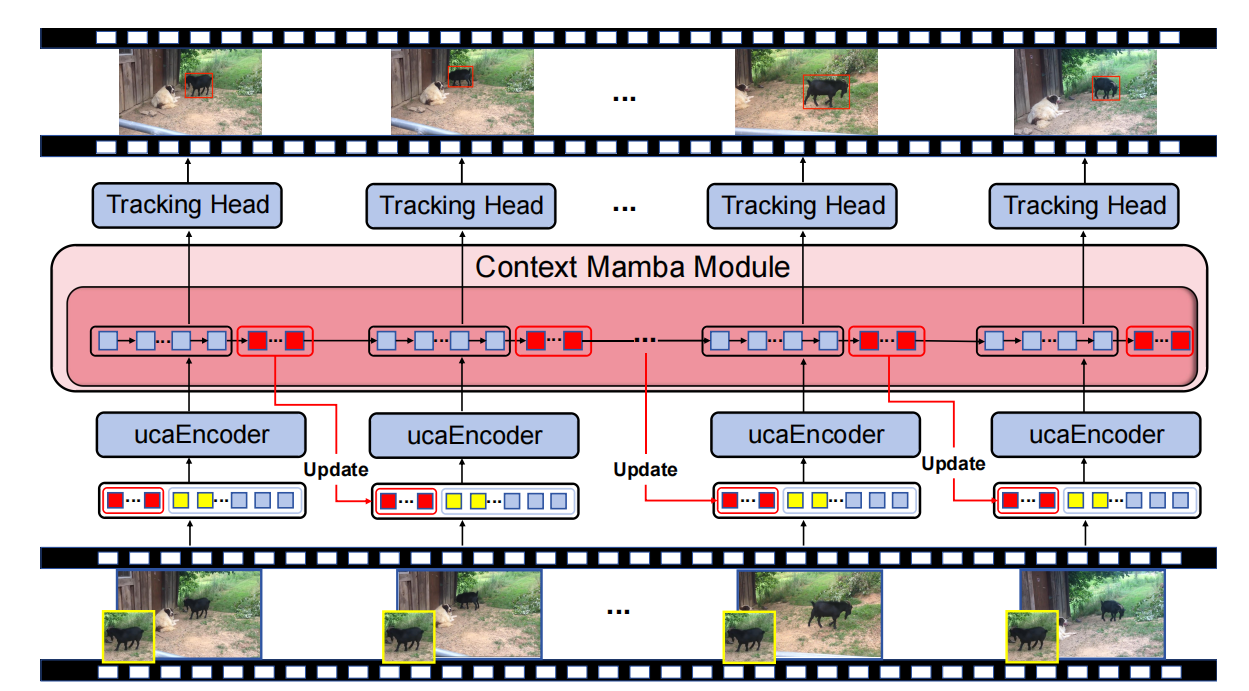 ...
Tracking Head Tracking Head ... Tracking Head Tracking Head
Context Mamba Module
... ... ... ... ... ... ... ... ...
ucaEncoder ucaEncoder ucaEncoder ucaEncoder
Update Update Update
... ... ... ... ... ... ... ...
...